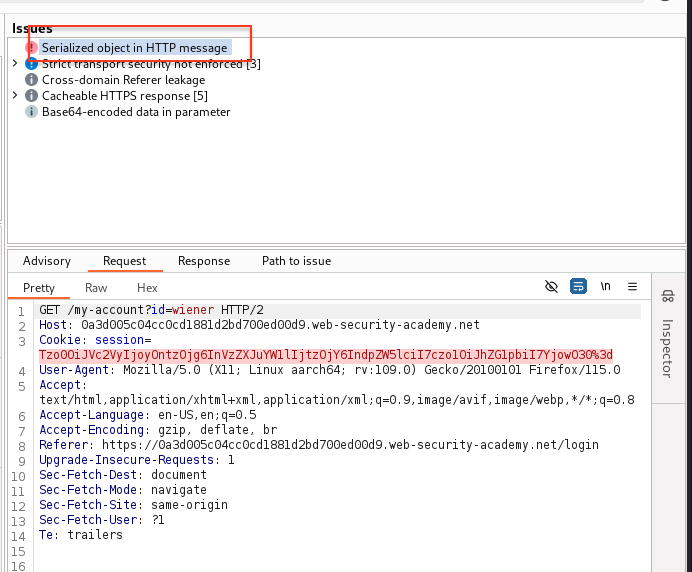 Issues
Serialized object in HTTP message
Strict transport security not enforced [3]
Cross-domain Referer leakage
Cacheable HTTPS response [5]
Base64-encoded data in parameter
Advisory Request Response Path to issue
Pretty Raw Hex \n
1 GET /my-account?id=wiener HTTP/2
2 Host: 0a3d005c04cc0cd1881d2bd700ed00d9.web-security-academy.net
3 Cookie: session=
Tzo0OiJVc2VyIjoyOntzOjg6InVzZXJuYW1lIjtzOjY6IndpZW5lciI7czo1OiJhZG1pbiI7YjowO30%3d
4 User-Agent: Mozilla/5.0 (X11; Linux aarch64; rv:109.0) Gecko/20100101 Firefox/115.0
5 Accept:
text/html,application/xhtml+xml,application/xml;q=0.9,image/avif,image/webp,*/*;q=0.8
6 Accept-Language: en-US,en;q=0.5
7 Accept-Encoding: gzip, deflate, br
8 Referer: https://0a3d005c04cc0cd1881d2bd700ed00d9.web-security-academy.net/login
9 Upgrade-Insecure-Requests: 1
10 Sec-Fetch-Dest: document
11 Sec-Fetch-Mode: navigate
12 Sec-Fetch-Site: same-origin
13 Sec-Fetch-User: ?1
14 Te: trailers
15
16
Inspector